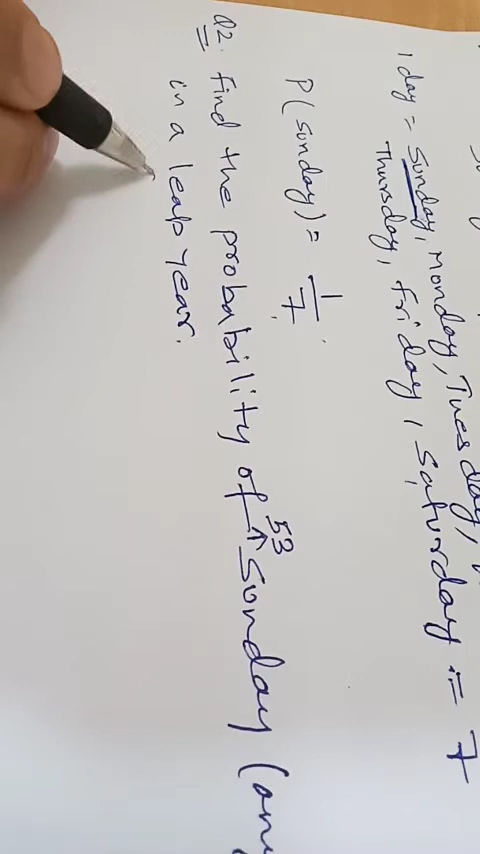 1 day = Sunday, Monday, Tuesday,
Thursday, Friday, Saturday = 7
P(Sunday) = 1/7
Q2. Find the probability of 53 Sunday (any
in a leap year.